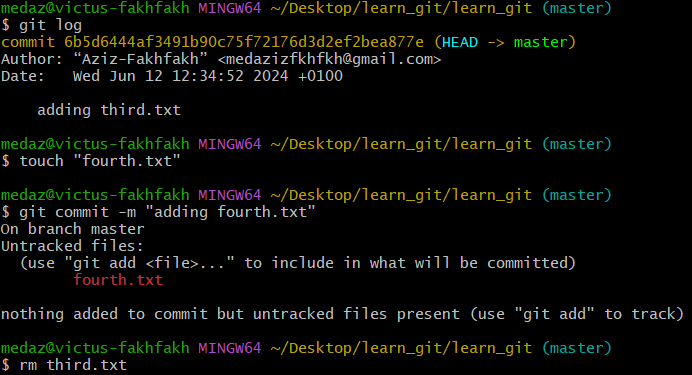 medaz@victus-fakhfakh MINGW64 ~/Desktop/learn_git/learn_git (master)
$ git log
commit 6b5d6444af3491b90c75f72176d3d2ef2bea877e (HEAD -> master)
Author: “Aziz-Fakhfakh” <medazizfkhfkh@gmail.com>
Date:   Wed Jun 12 12:34:52 2024 +0100
    adding third.txt
medaz@victus-fakhfakh MINGW64 ~/Desktop/learn_git/learn_git (master)
$ touch "fourth.txt"
medaz@victus-fakhfakh MINGW64 ~/Desktop/learn_git/learn_git (master)
$ git commit -m "adding fourth.txt"
On branch master
Untracked files:
  (use "git add <file>..." to include in what will be committed)
        fourth.txt
nothing added to commit but untracked files present (use "git add" to track)
medaz@victus-fakhfakh MINGW64 ~/Desktop/learn_git/learn_git (master)
$ rm third.txt